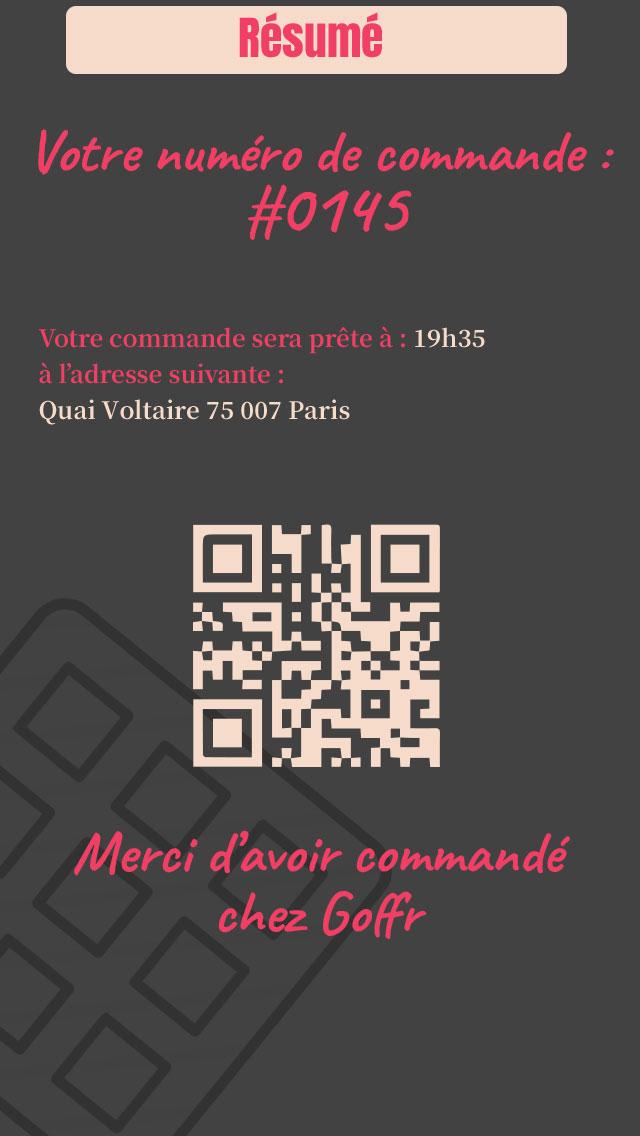 Résumé
Votre numéro de commande :
#0145
Votre commande sera prête à : 19h35
à l’adresse suivante :
Quai Voltaire 75 007 Paris
Merci d’avoir commandé
chez Goffr